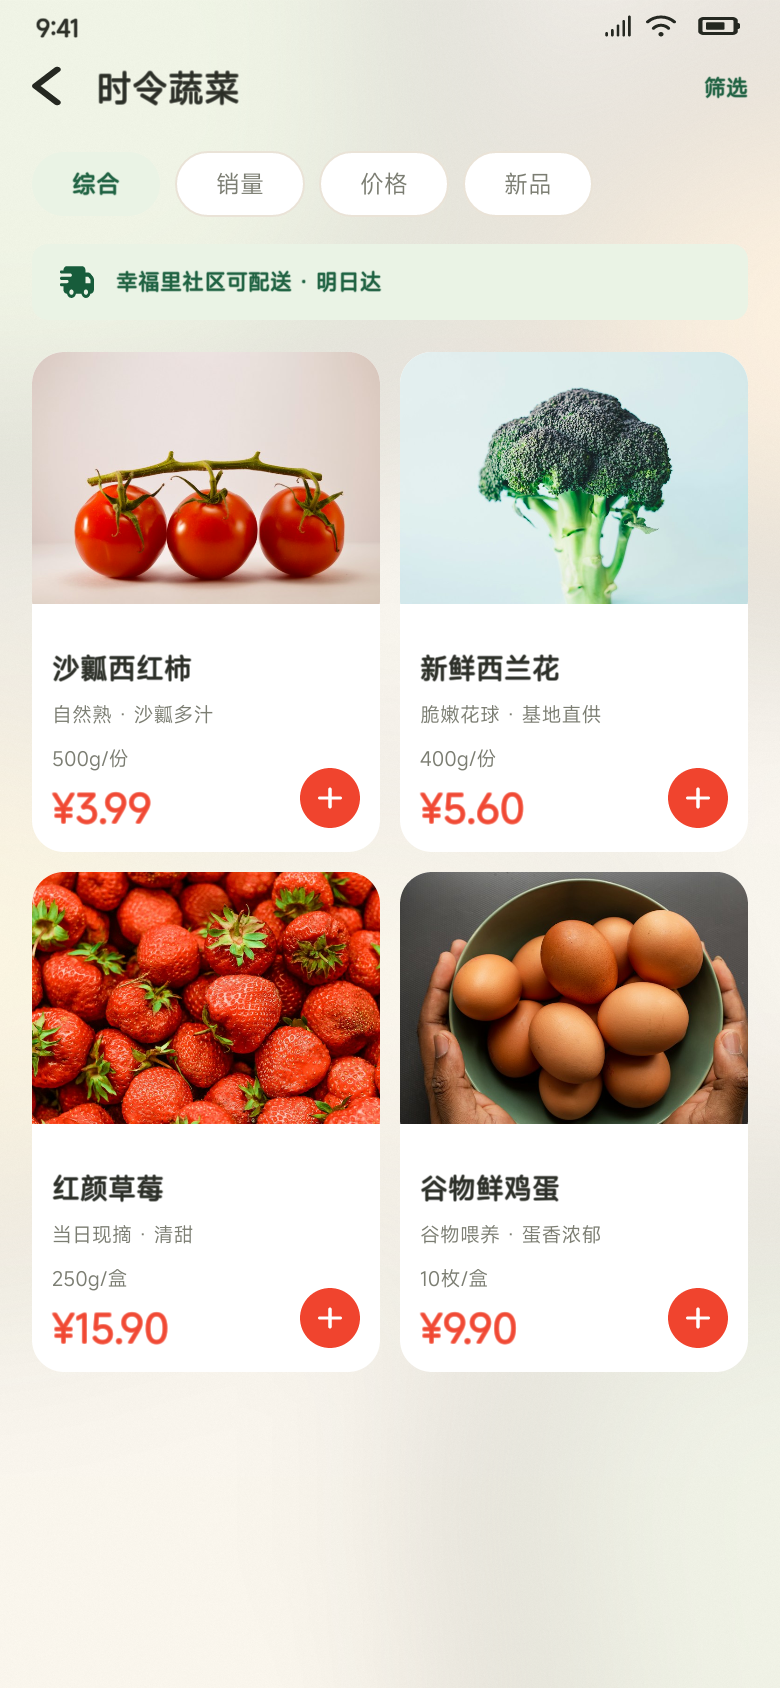 9:41
时令蔬菜
筛选
综合
销量
价格
新品
幸福里社区可配送 · 明日达
沙瓤西红柿
自然熟 · 沙瓤多汁
500g/份
¥3.99
新鲜西兰花
脆嫩花球 · 基地直供
400g/份
¥5.60
红颜草莓
当日现摘 · 清甜
250g/盒
¥15.90
谷物鲜鸡蛋
谷物喂养 · 蛋香浓郁
10枚/盒
¥9.90